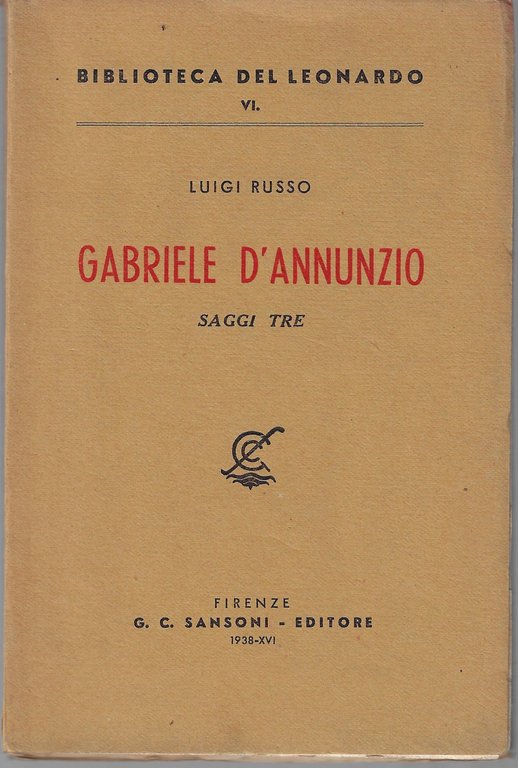 BIBLIOTECA DEL LEONARDO
VI.
LUIGI RUSSO
GABRIELE D'ANNUNZIO
SAGGI TRE
FIRENZE
G. C. SANSONI - EDITORE
1938-XVI